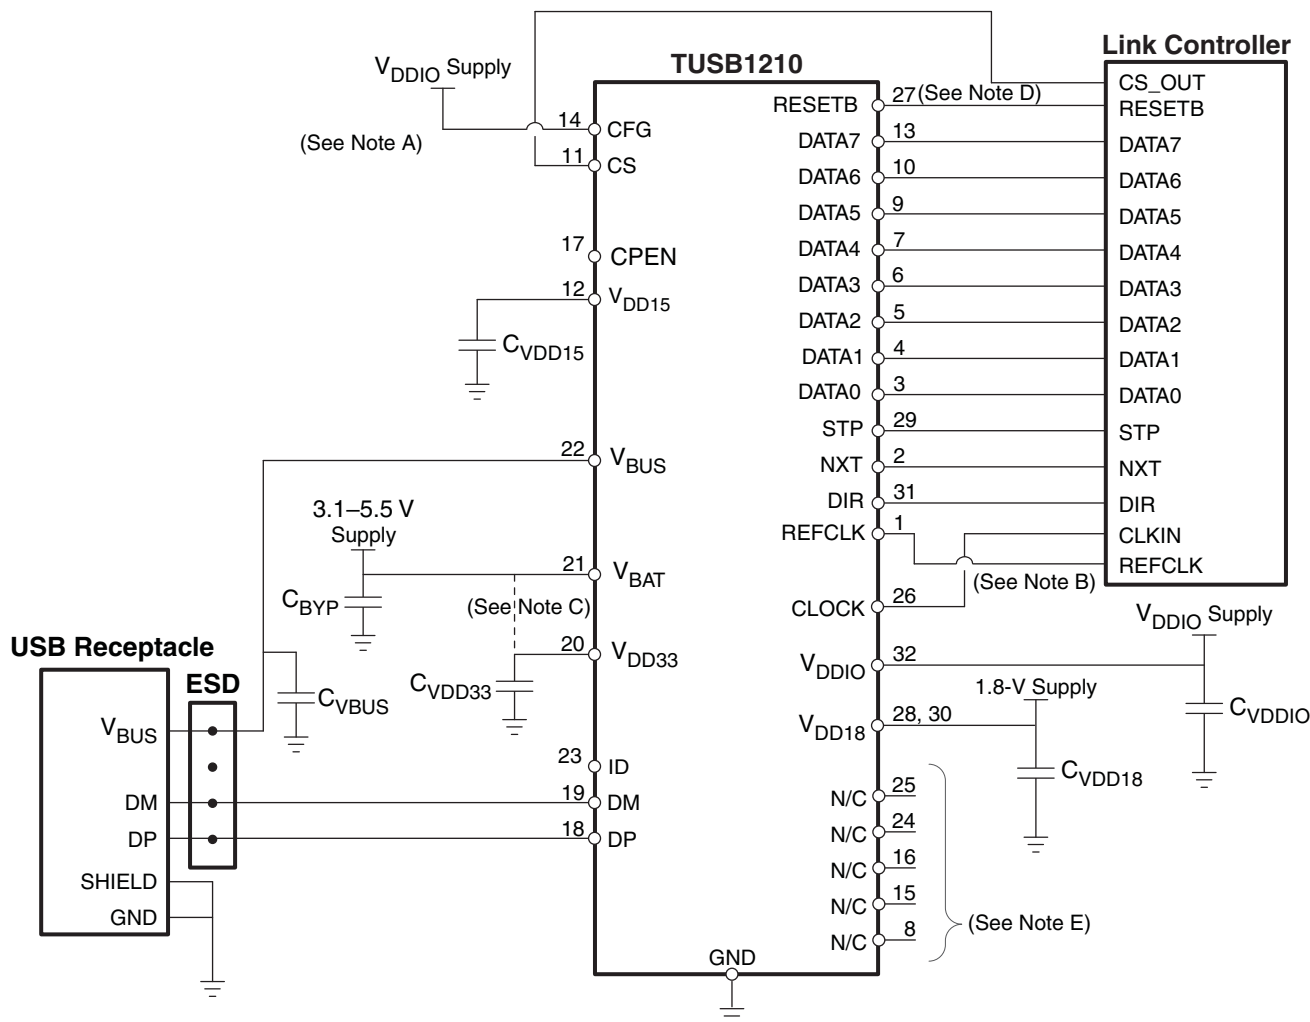 Link Controller
TUSB1210
VDDIO Supply
(See Note A)
14
CFG
11
CS
17
CPEN
12
VDD15
CVDD15
22
VBUS
3.1–5.5 V
Supply
21
VBAT
CBYP
(See Note C)
20
VDD33
CVDD33
USB Receptacle
ESD
CVBUS
VBUS
DM
DP
SHIELD
GND
23
ID
19
DM
18
DP
GND
RESETB
27
(See Note D)
DATA7
13
DATA6
10
DATA5
9
DATA4
7
DATA3
6
DATA2
5
DATA1
4
DATA0
3
STP
29
NXT
2
DIR
31
REFCLK
1
(See Note B)
CLOCK
26
VDDIO
32
VDD18
28, 30
N/C
25
N/C
24
N/C
16
N/C
15
N/C
8
(See Note E)
CS_OUT
RESETB
DATA7
DATA6
DATA5
DATA4
DATA3
DATA2
DATA1
DATA0
STP
NXT
DIR
CLKIN
REFCLK
VDDIO Supply
CVDDIO
1.8-V Supply
CVDD18